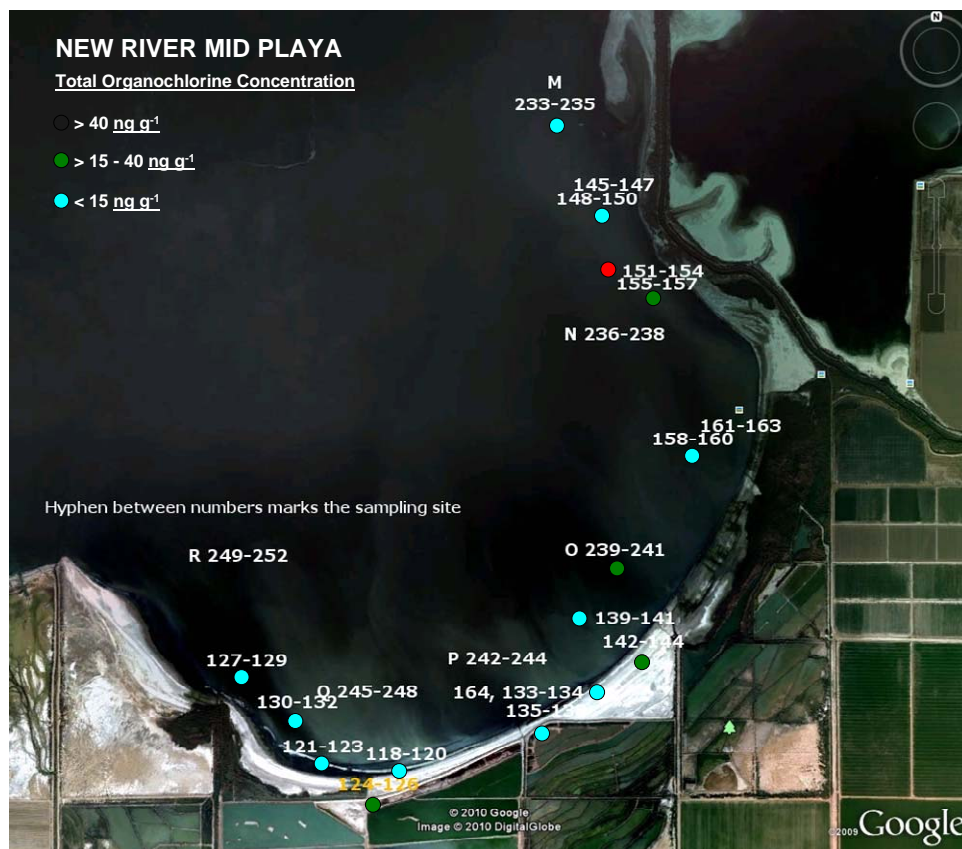 N
NEW RIVER MID PLAYA
Total Organochlorine Concentration
> 40 ng g-1
> 15 - 40 ng g-1
< 15 ng g-1
M
233-235
145-147
148-150
151-154
155-157
N 236-238
161-163
158-160
Hyphen between numbers marks the sampling site
R 249-252
O 239-241
139-141
142-144
P 242-244
127-129
Q 245-248
164, 133-134
130-132
121-123
118-120
124-126
© 2010 Google
Image © 2010 DigitalGlobe
©2009 Google